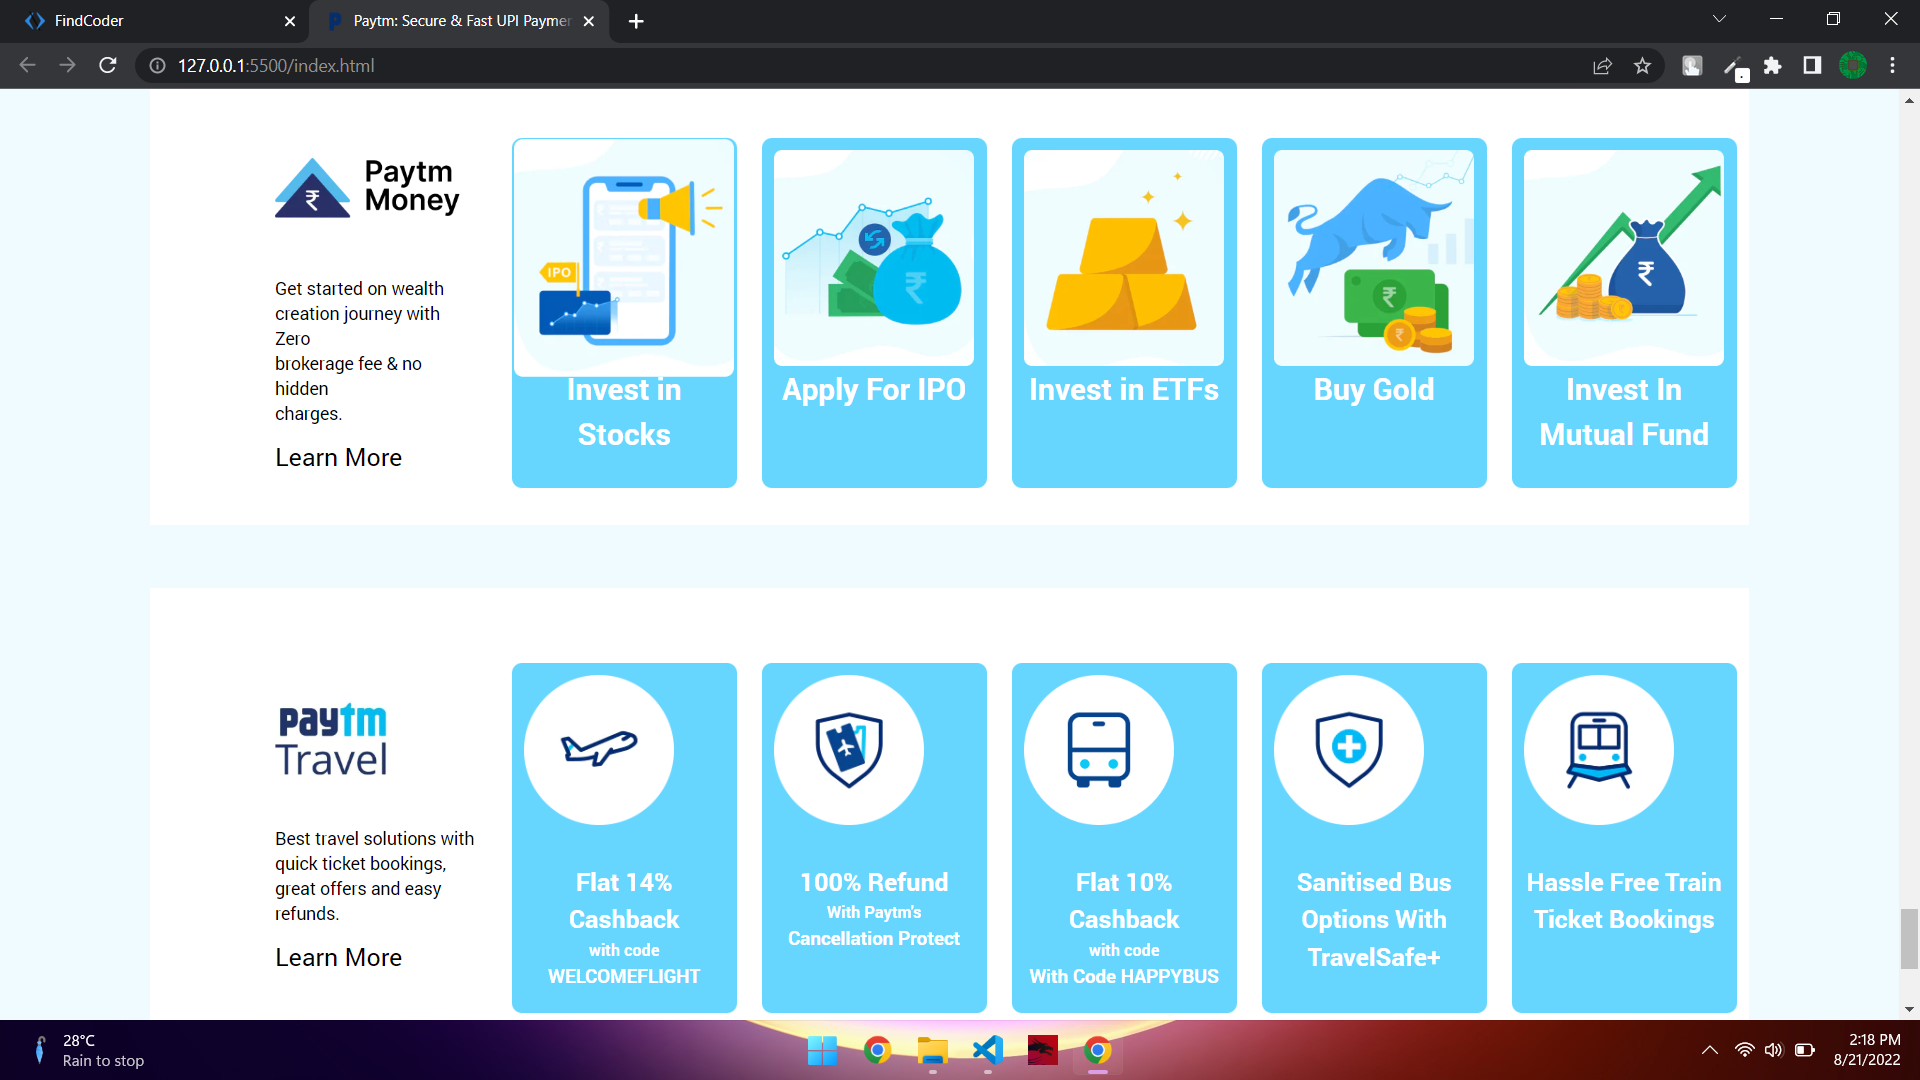 FindCoder
Paytm: Secure & Fast UPI Paymen
127.0.0.1:5500/index.html
Paytm
Money
Get started on wealth
creation journey with
Zero
brokerage fee & no
hidden
charges.
Learn More
IPO
Invest in
Stocks
Apply For IPO
Invest in ETFs
Buy Gold
Invest In
Mutual Fund
paytm
Travel
Best travel solutions with
quick ticket bookings,
great offers and easy
refunds.
Learn More
Flat 14%
Cashback
with code
WELCOMEFLIGHT
100% Refund
With Paytm's
Cancellation Protect
Flat 10%
Cashback
with code
With Code HAPPYBUS
Sanitised Bus
Options With
TravelSafe+
Hassle Free Train
Ticket Bookings
28°C
Rain to stop
2:18 PM
8/21/2022